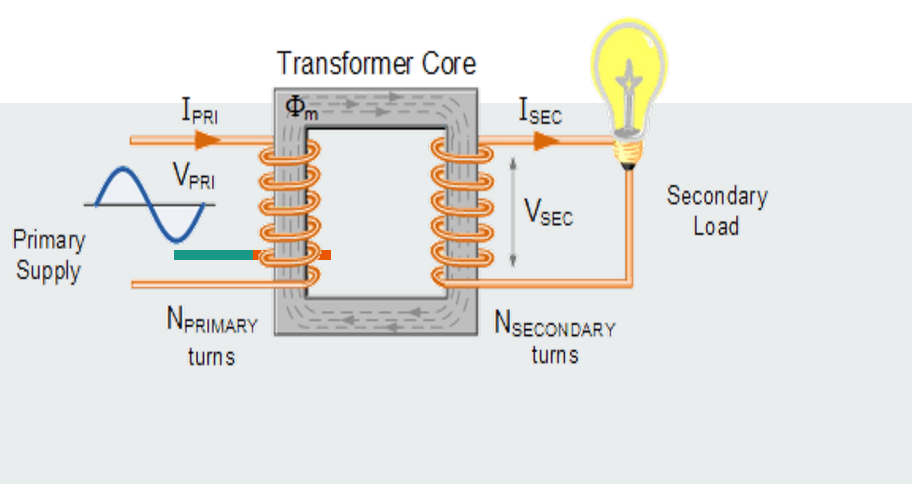 Transformer Core
Φm
IPRI
ISEC
VPRI
VSEC
Primary
Supply
Secondary
Load
NPRIMARY
turns
NSECONDARY
turns